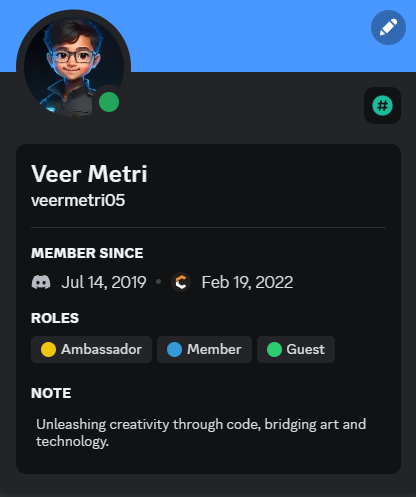 Veer Metri
veermetri05
MEMBER SINCE
Jul 14, 2019 • Feb 19, 2022
ROLES
Ambassador Member Guest
NOTE
Unleashing creativity through code, bridging art and
technology.